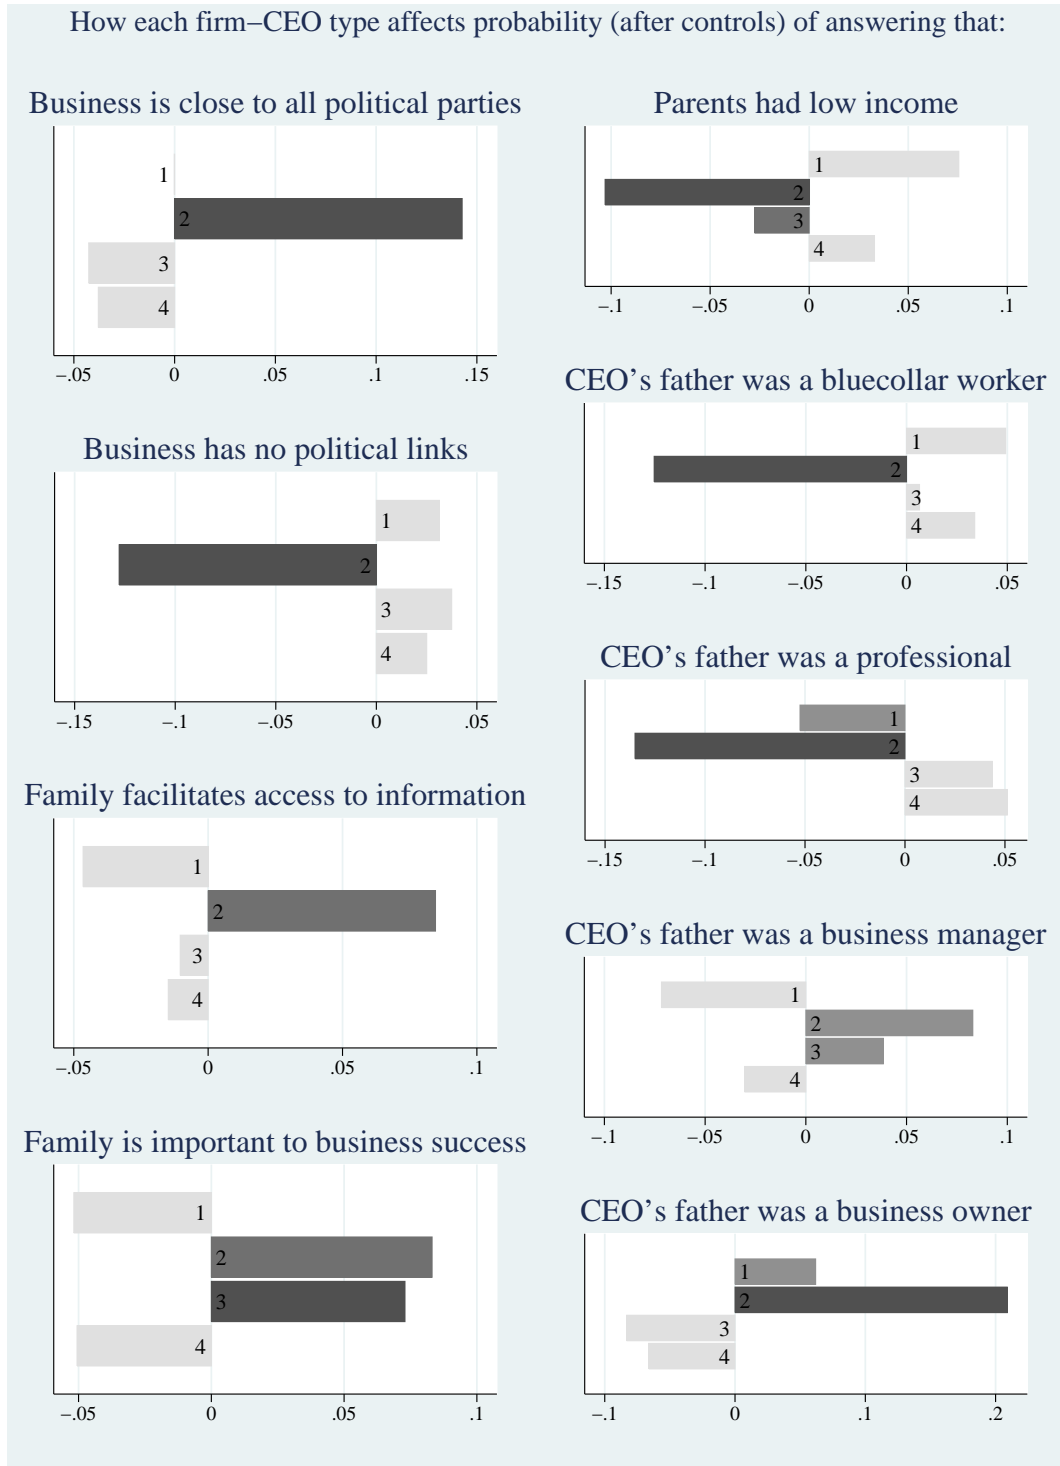 How each firm–CEO type affects probability (after controls) of answering that:
Business is close to all political parties
1
2
3
4
–.05 0 .05 .1 .15
Business has no political links
1
2
3
4
–.15 –.1 –.05 0 .05
Family facilitates access to information
1
2
3
4
–.05 0 .05 .1
Family is important to business success
1
2
3
4
–.05 0 .05 .1
Parents had low income
1
2
3
4
–.1 –.05 0 .05 .1
CEO’s father was a bluecollar worker
1
2
3
4
–.15 –.1 –.05 0 .05
CEO’s father was a professional
1
2
3
4
–.15 –.1 –.05 0 .05
CEO’s father was a business manager
1
2
3
4
–.1 –.05 0 .05 .1
CEO’s father was a business owner
1
2
3
4
–.1 0 .1 .2